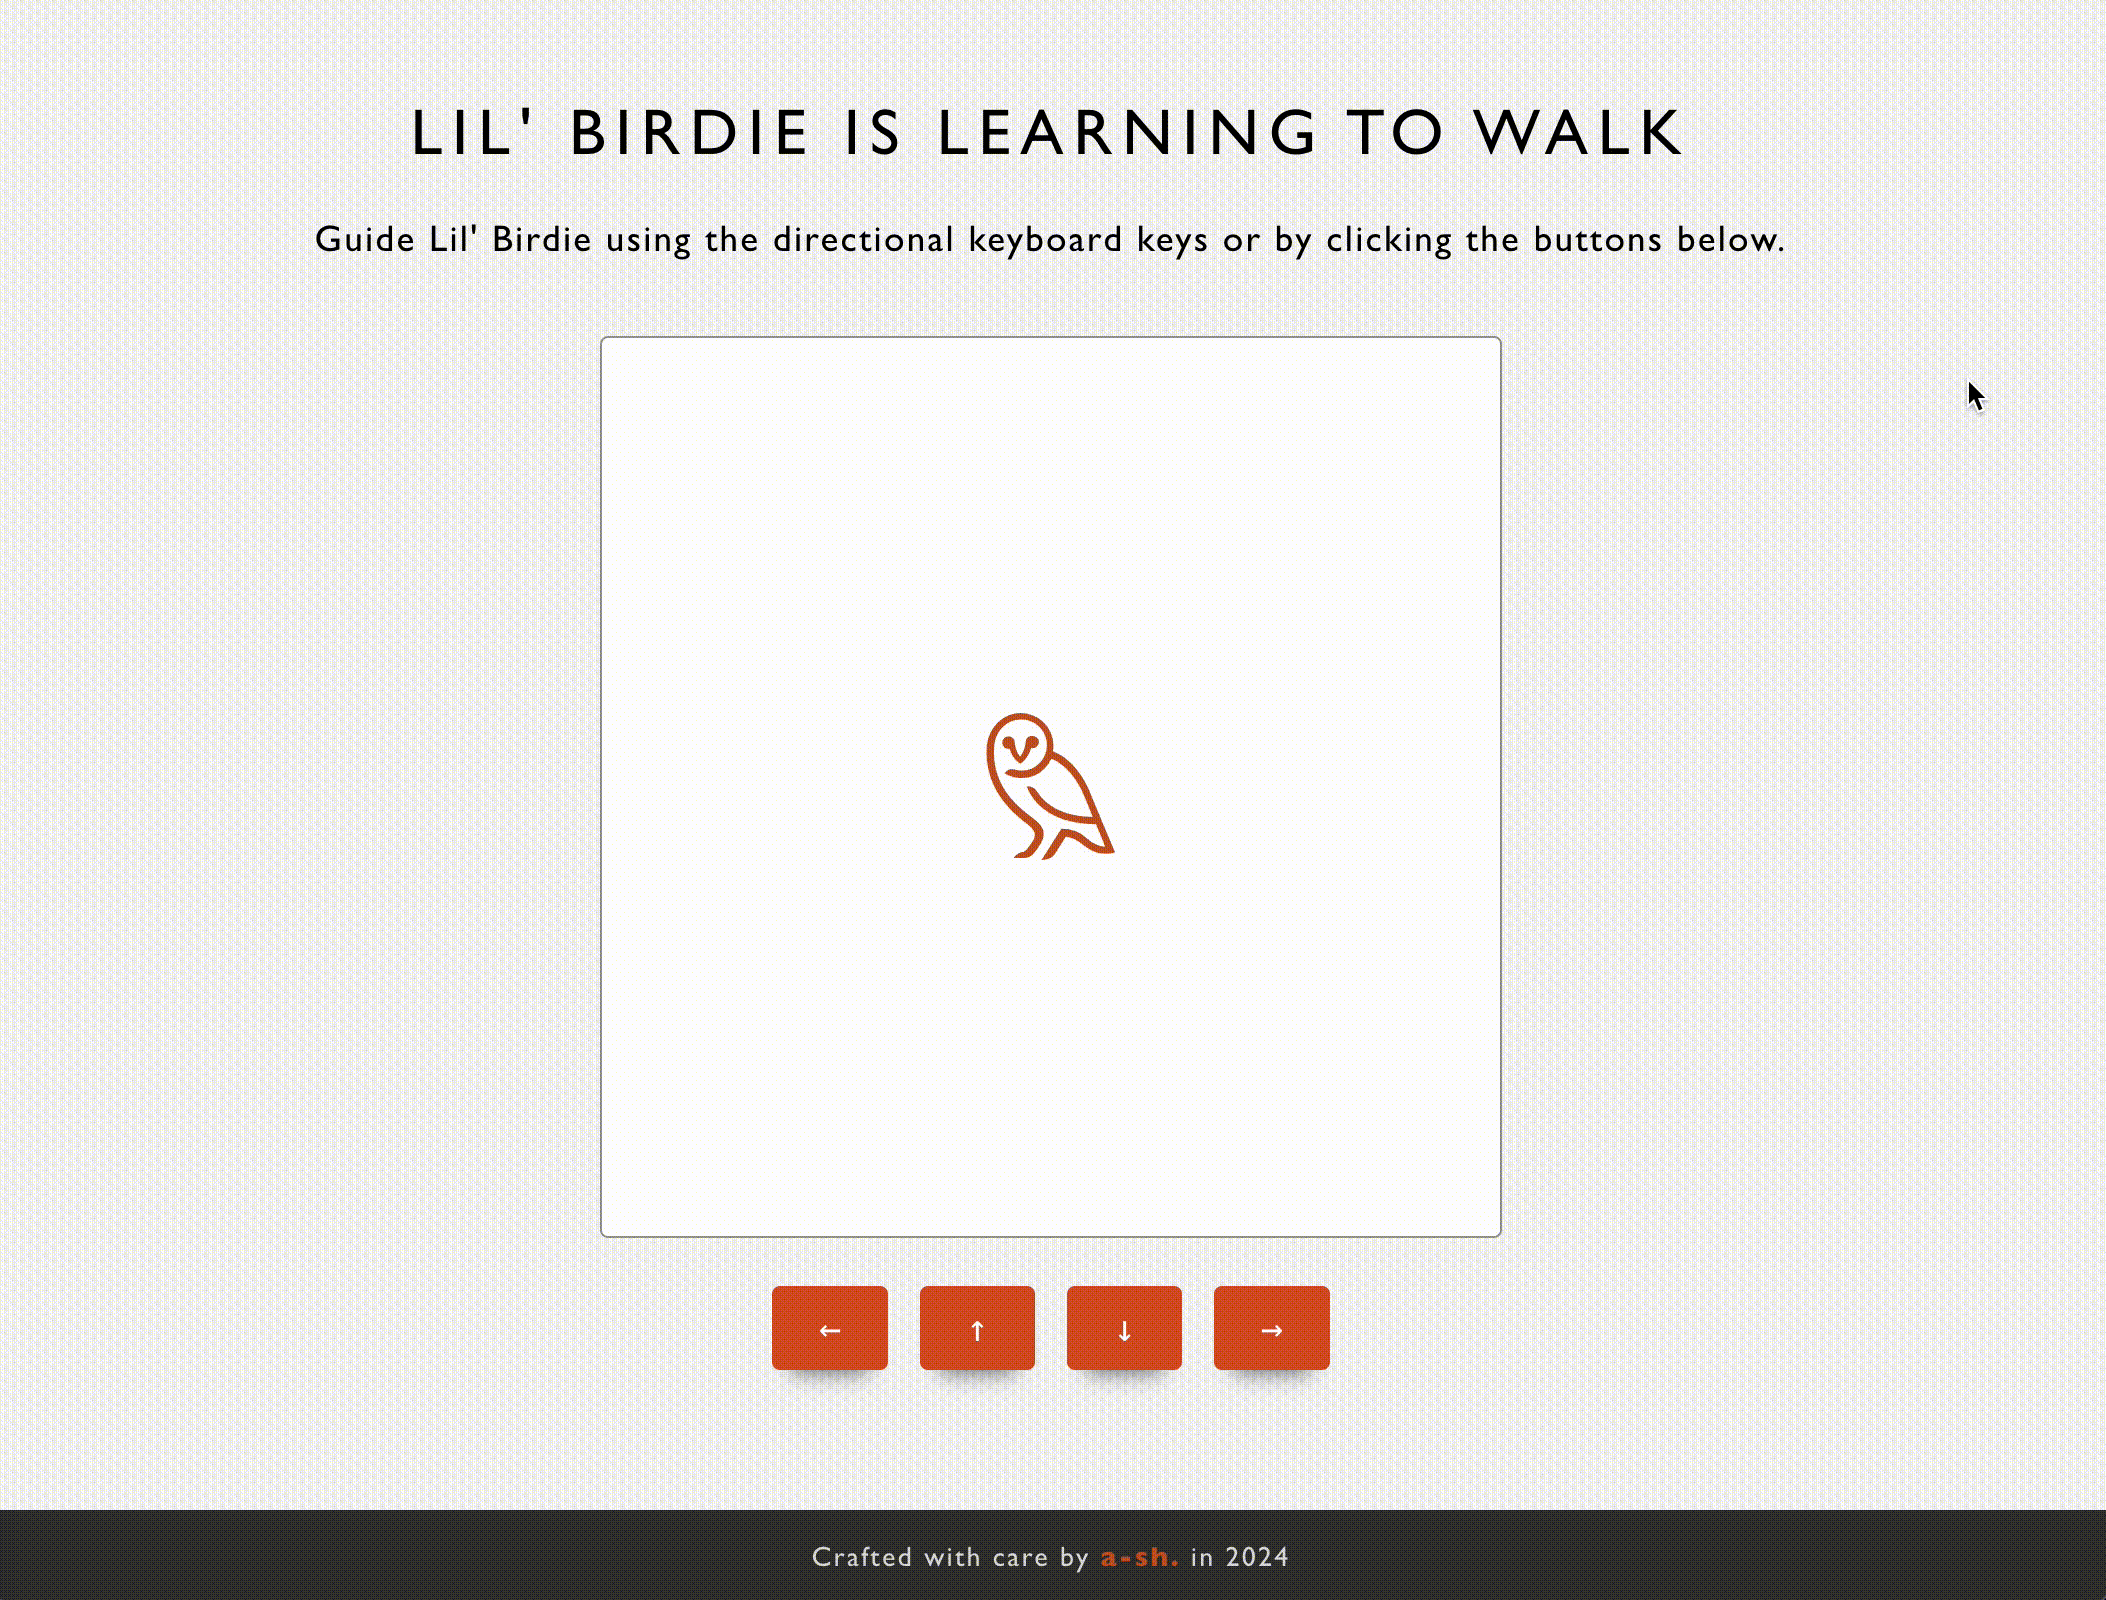 LIL' BIRDIE IS LEARNING TO WALK
Guide Lil' Birdie using the directional keyboard keys or by clicking the buttons below.
← ↑ ↓ →
Crafted with care by a-sh. in 2024